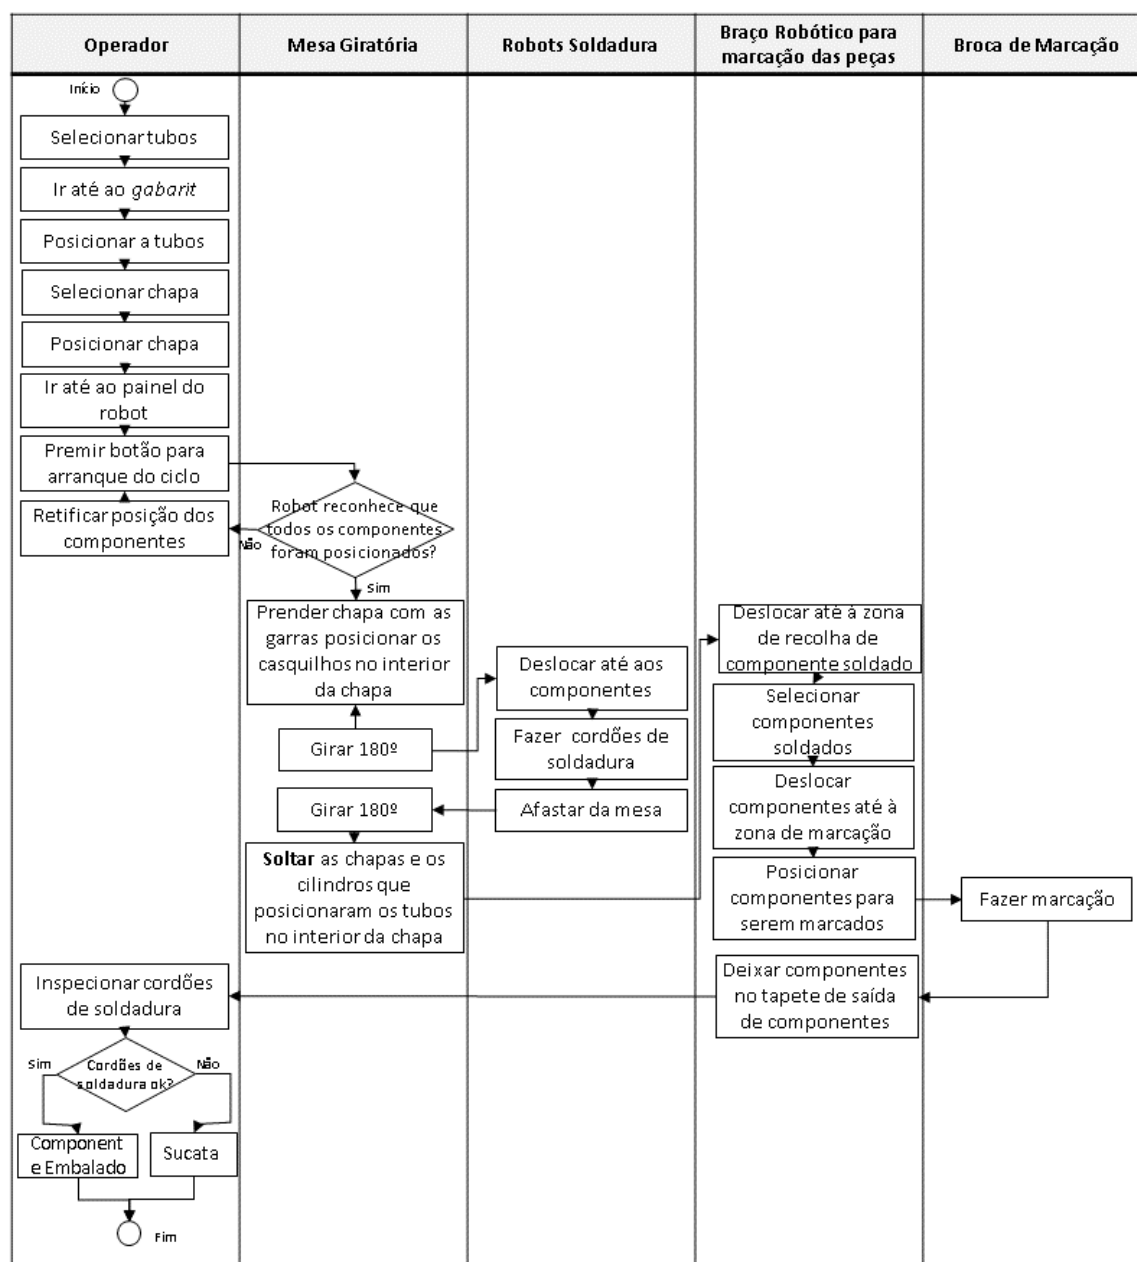 Operador
Mesa Giratória
Robots Soldadura
Braço Robótico para
marcação das peças
Broca de Marcação
Início
Selecionar tubos
Ir até ao gabarit
Posicionar a tubos
Selecionar chapa
Posicionar chapa
Ir até ao painel do
robot
Premir botão para
arranque do ciclo
Retificar posição dos
componentes
Robot reconhece que
todos os componentes
foram posicionados?
Não
Sim
Prender chapa com as
garras posicionar os
casquilhos no interior
da chapa
Girar 180º
Deslocar até aos
componentes
Fazer cordões de
soldadura
Afastar da mesa
Girar 180º
Soltar as chapas e os
cilindros que
posicionaram os tubos
no interior da chapa
Deslocar até à zona
de recolha de
componente soldado
Selecionar
componentes
soldados
Deslocar
componentes até à
zona de marcação
Posicionar
componentes para
serem marcados
Fazer marcação
Deixar componentes
no tapete de saída
de componentes
Inspecionar cordões
de soldadura
Sim
Cordões de
soldadura ok?
Não
Component
e Embalado
Sucata
Fim